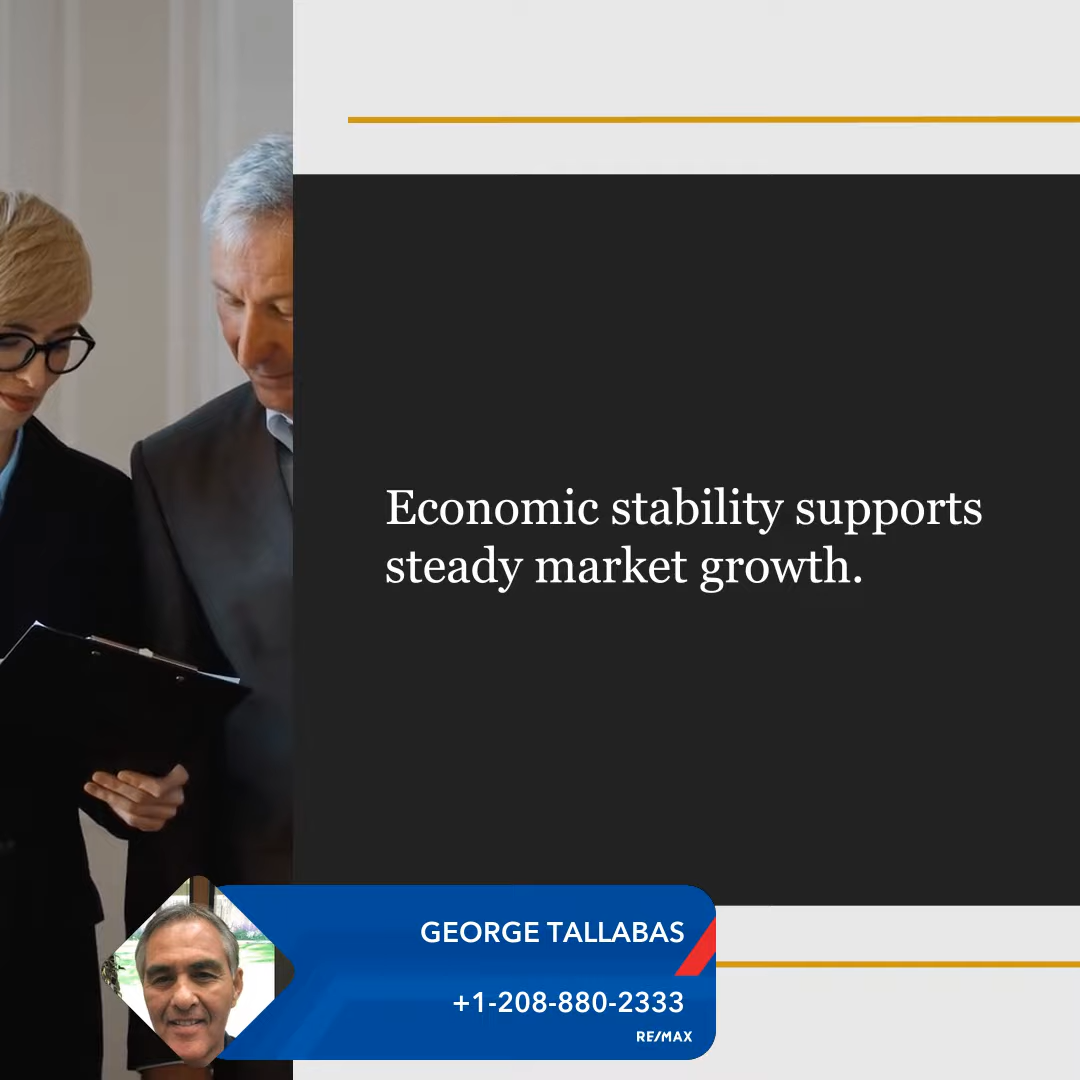 Economic stability supports
steady market growth.
GEORGE TALLABAS
+1-208-880-2333
RE/MAX